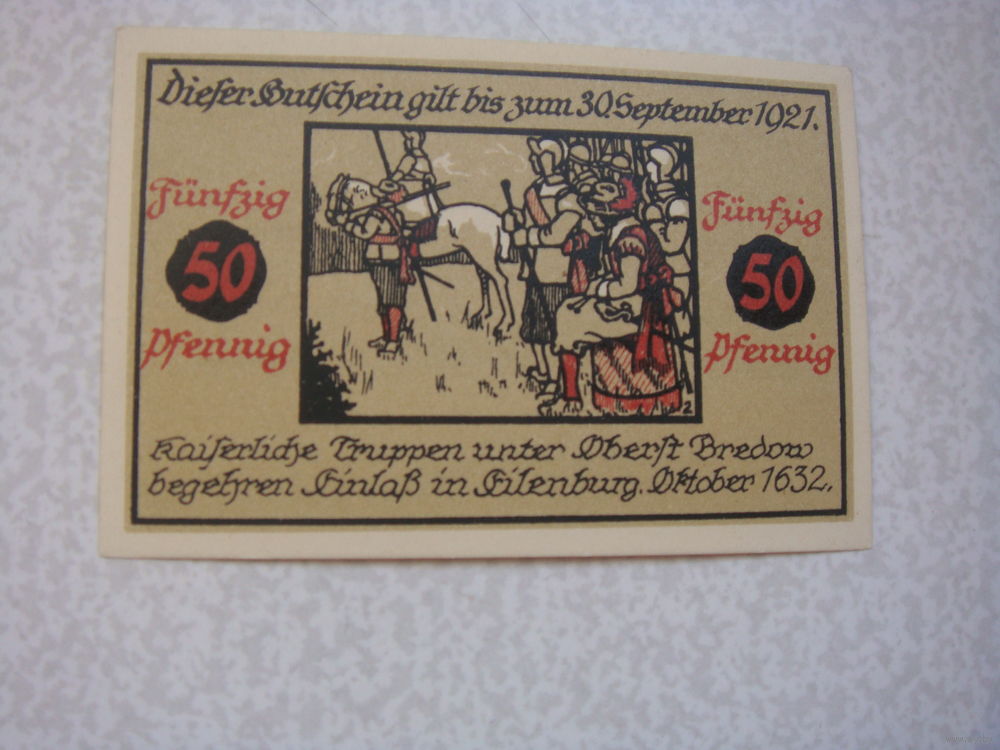 Dieser Gutschein gilt bis zum 30. September 1921.
Fünfzig
50
Pfennig
Fünfzig
50
Pfennig
2
Kaiserliche Truppen unter Oberst Bredow
begehren Einlaß in Eilenburg. Oktober 1632.